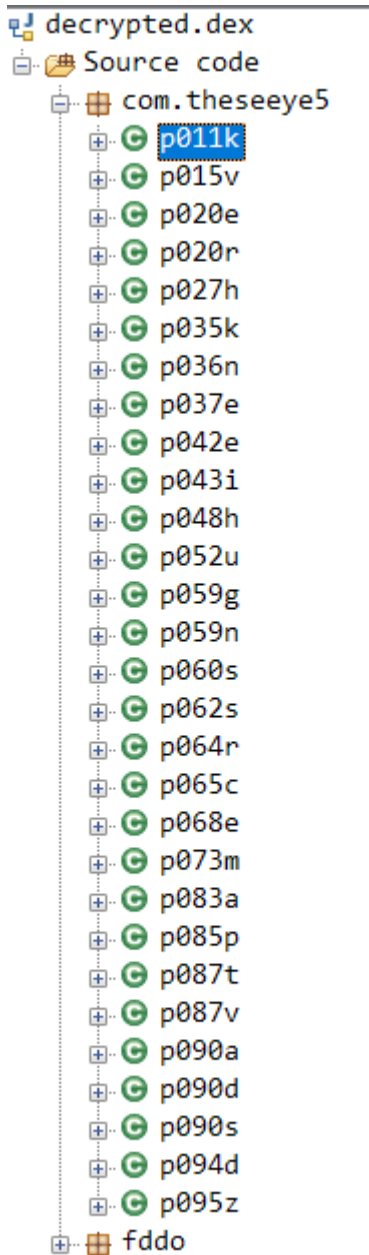 decrypted.dex
Source code
com.theseeye5
p011k
p015v
p020e
p020r
p027h
p035k
p036n
p037e
p042e
p043i
p048h
p052u
p059g
p059n
p060s
p062s
p064r
p065c
p068e
p073m
p083a
p085p
p087t
p087v
p090a
p090d
p090s
p094d
p095z
fddo